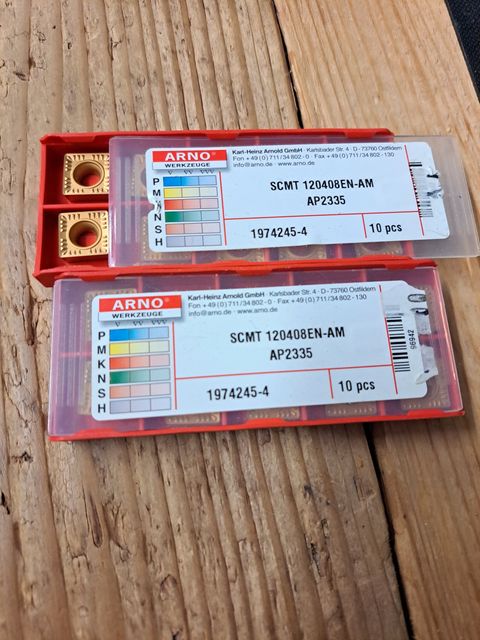 ARNO®
WERKZEUGE
Karl-Heinz Arnold GmbH · Karlsbader Str. 4 · D-73760 Ostfildern
Fon +49 (0) 711/34 802-0 · Fax +49 (0) 711/34 802-130
info@arno.de · www.arno.de
P
M
K
N
S
H
SCMT 120408EN-AM
AP2335
1974245-4
10 pcs
ARNO®
WERKZEUGE
Karl-Heinz Arnold GmbH · Karlsbader Str. 4 · D-73760 Ostfildern
Fon +49 (0) 711/34 802-0 · Fax +49 (0) 711/34 802-130
info@arno.de · www.arno.de
P
M
K
N
S
H
SCMT 120408EN-AM
AP2335
1974245-4
10 pcs
96942